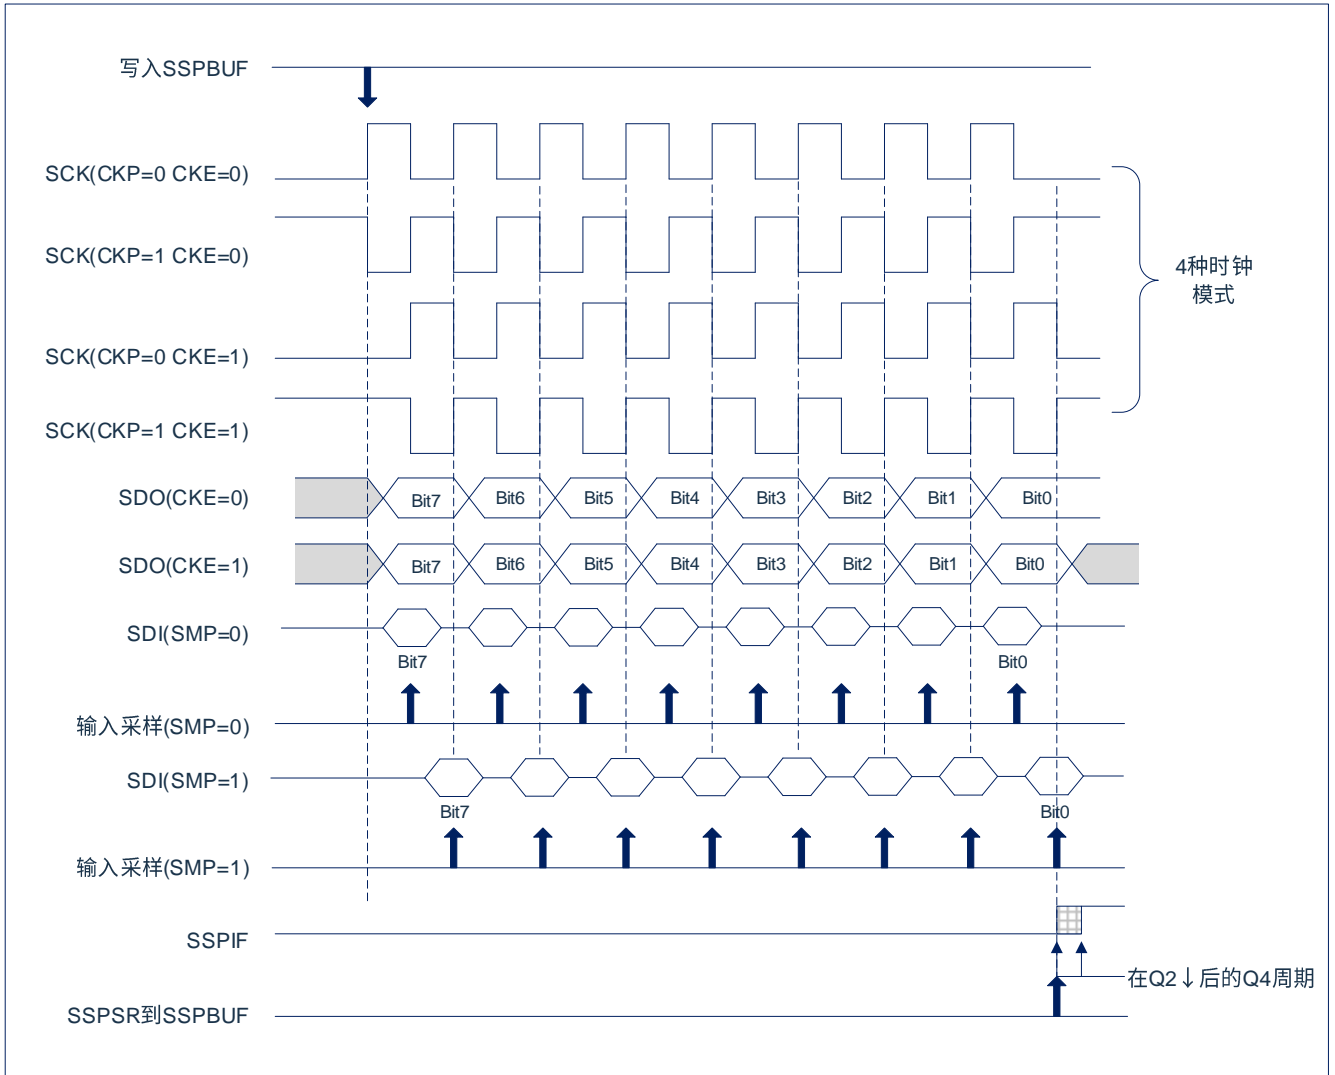 写入SSPBUF
SCK(CKP=0 CKE=0)
SCK(CKP=1 CKE=0)
4种时钟
模式
SCK(CKP=0 CKE=1)
SCK(CKP=1 CKE=1)
SDO(CKE=0) Bit7 Bit6 Bit5 Bit4 Bit3 Bit2 Bit1 Bit0
SDO(CKE=1) Bit7 Bit6 Bit5 Bit4 Bit3 Bit2 Bit1 Bit0
SDI(SMP=0)
Bit7 Bit0
输入采样(SMP=0)
SDI(SMP=1)
Bit7 Bit0
输入采样(SMP=1)
SSPIF
在Q2↓后的Q4周期
SSPSR到SSPBUF